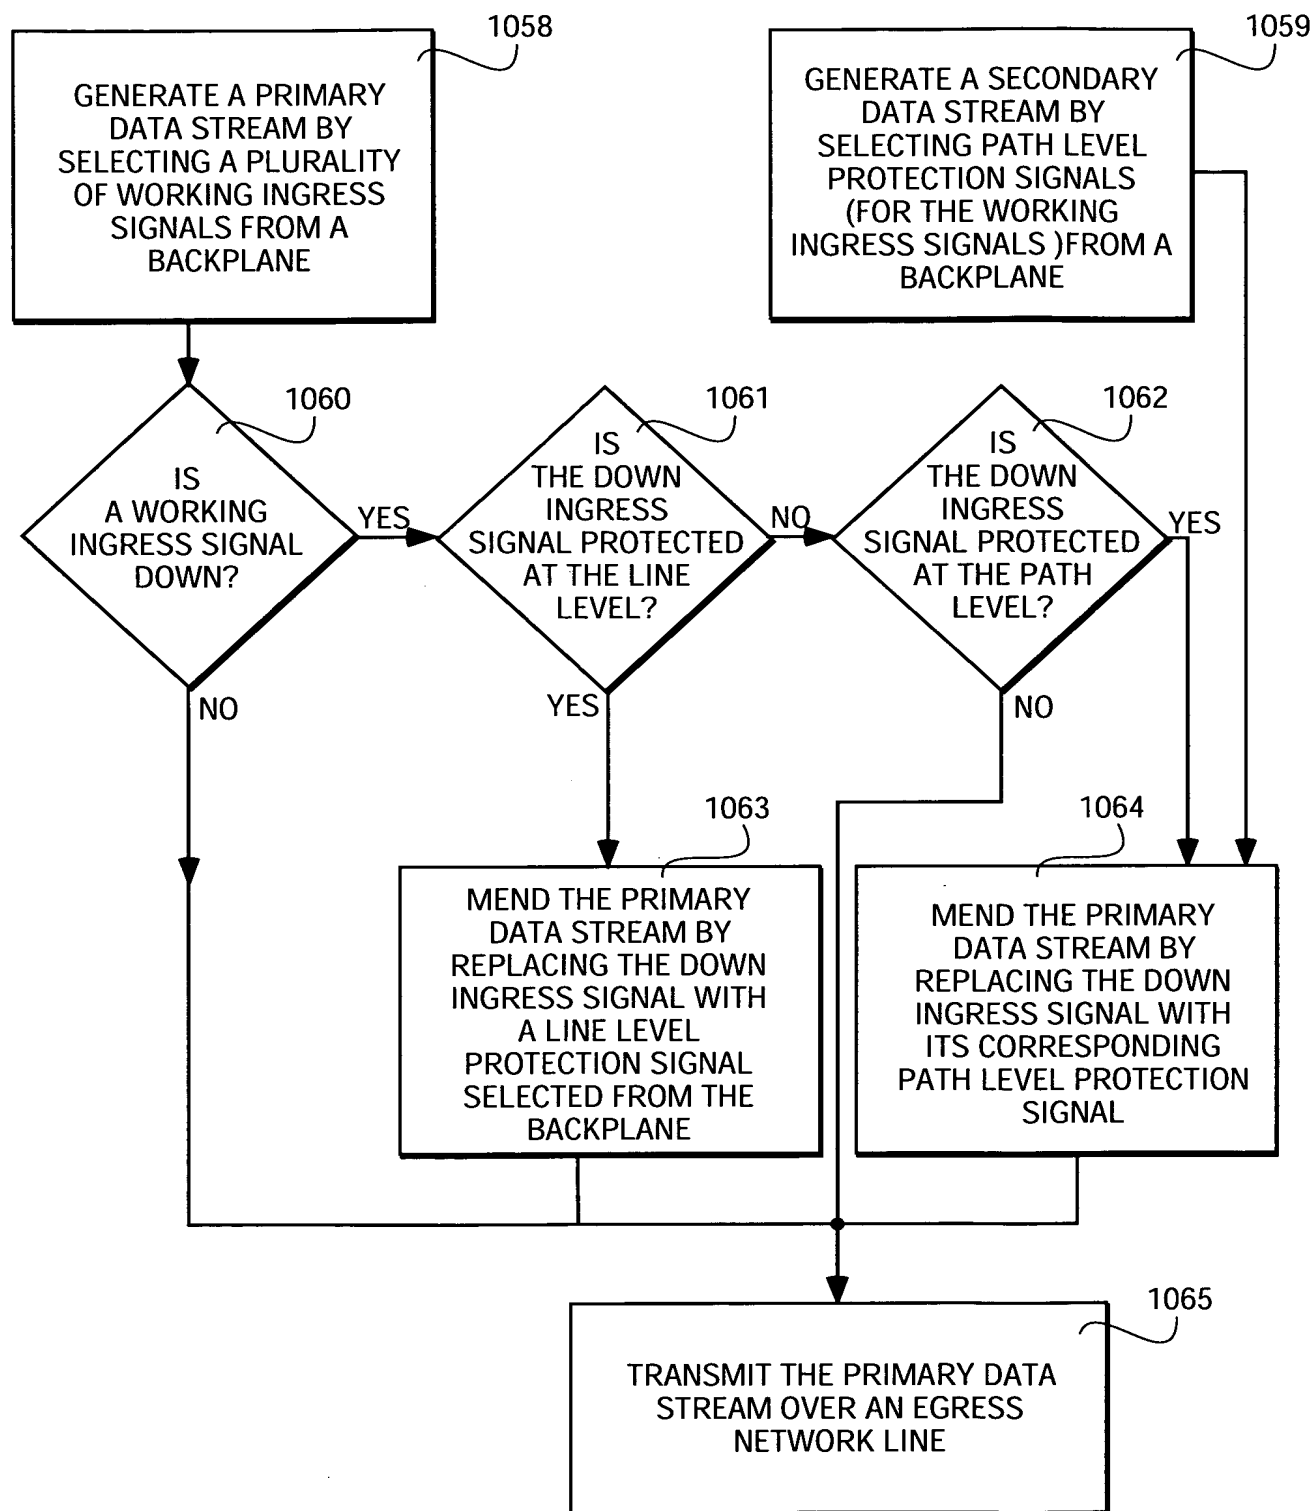 1058
GENERATE A PRIMARY
DATA STREAM BY
SELECTING A PLURALITY
OF WORKING INGRESS
SIGNALS FROM A
BACKPLANE
1059
GENERATE A SECONDARY
DATA STREAM BY
SELECTING PATH LEVEL
PROTECTION SIGNALS
(FOR THE WORKING
INGRESS SIGNALS )FROM A
BACKPLANE
1060
IS
A WORKING
INGRESS SIGNAL
DOWN?
YES
NO
1061
IS
THE DOWN
INGRESS
SIGNAL PROTECTED
AT THE LINE
LEVEL?
NO
YES
1062
IS
THE DOWN
INGRESS
SIGNAL PROTECTED
AT THE PATH
LEVEL?
YES
NO
1063
MEND THE PRIMARY
DATA STREAM BY
REPLACING THE DOWN
INGRESS SIGNAL WITH
A LINE LEVEL
PROTECTION SIGNAL
SELECTED FROM THE
BACKPLANE
1064
MEND THE PRIMARY
DATA STREAM BY
REPLACING THE DOWN
INGRESS SIGNAL WITH
ITS CORRESPONDING
PATH LEVEL PROTECTION
SIGNAL
1065
TRANSMIT THE PRIMARY DATA
STREAM OVER AN EGRESS
NETWORK LINE